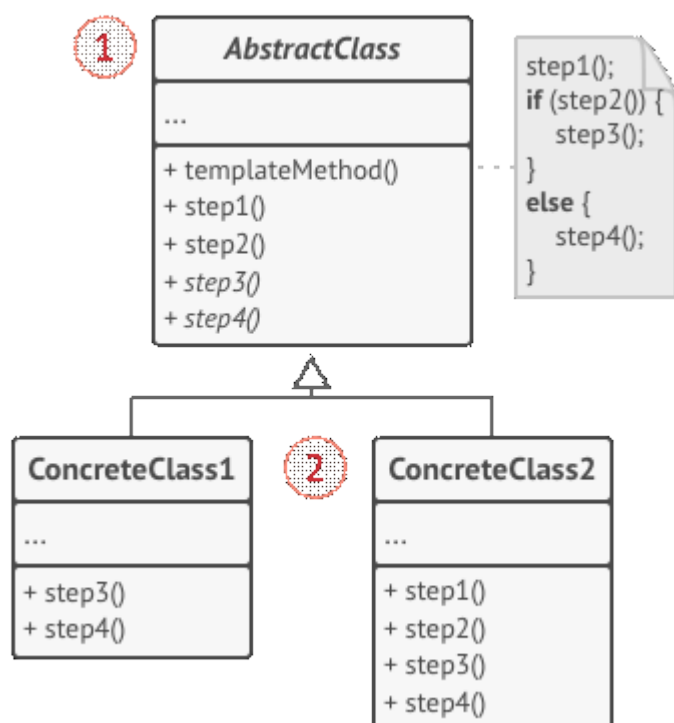 1
AbstractClass
...
+ templateMethod()
+ step1()
+ step2()
+ step3()
+ step4()
step1();
if (step2()) {
step3();
}
else {
step4();
}
ConcreteClass1
...
+ step3()
+ step4()
2
ConcreteClass2
...
+ step1()
+ step2()
+ step3()
+ step4()